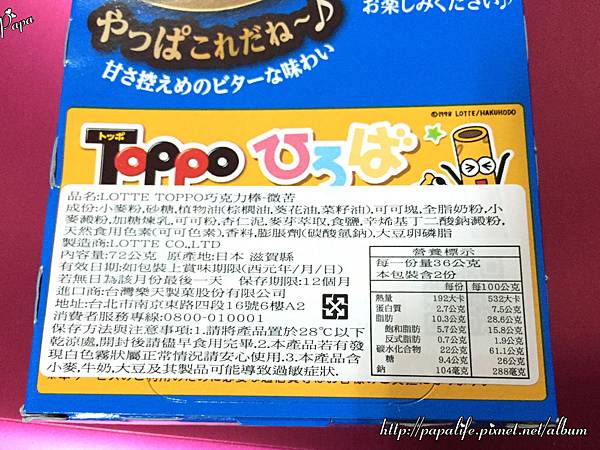 Papa
やっぱこれだね～♪
甘さ控えめのビターな味わい
お楽しみください♪
©1998 LOTTE/HAKUHODO
トッポ
Toppo ひろば
品名:LOTTE TOPPO巧克力棒-微苦
成份:小麥粉,砂糖,植物油(棕櫚油,葵花油,菜籽油),可可塊,全脂奶粉,小
麥澱粉,加糖煉乳,可可粉,杏仁泥,麥芽萃取,食鹽,辛烯基丁二酸鈉澱粉,
天然食用色素(可可色素),香料,膨脹劑(碳酸氫鈉),大豆卵磷脂
製造商:LOTTE CO.,LTD
內容量:72公克 原產地:日本 滋賀縣
有效日期:如包裝上賞味期限(西元年/月/日)
若無日為該月份最後一天 保存期限:12個月
進口商:台灣樂天製菓股份有限公司
地址:台北市南京東路四段16號6樓A2
消費者服務專線:0800-010001
保存方法與注意事項:1.請將產品置於28℃以下
乾涼處,開封後請儘早食用完畢.2.本產品若有發
現白色霧狀屬正常情況請安心使用.3.本產品含
小麥,牛奶,大豆及其製品可能導致過敏症狀.
營養標示
每一份量36公克
本包裝含2份
每份 每100公克
熱量 192大卡 532大卡
蛋白質 2.7公克 7.5公克
脂肪 10.3公克 28.6公克
飽和脂肪 5.7公克 15.8公克
反式脂肪 0.7公克 1.9公克
碳水化合物 22公克 61.1公克
糖 9.4公克 26公克
鈉 104毫克 288毫克
http://papalife.pixnet.net/album